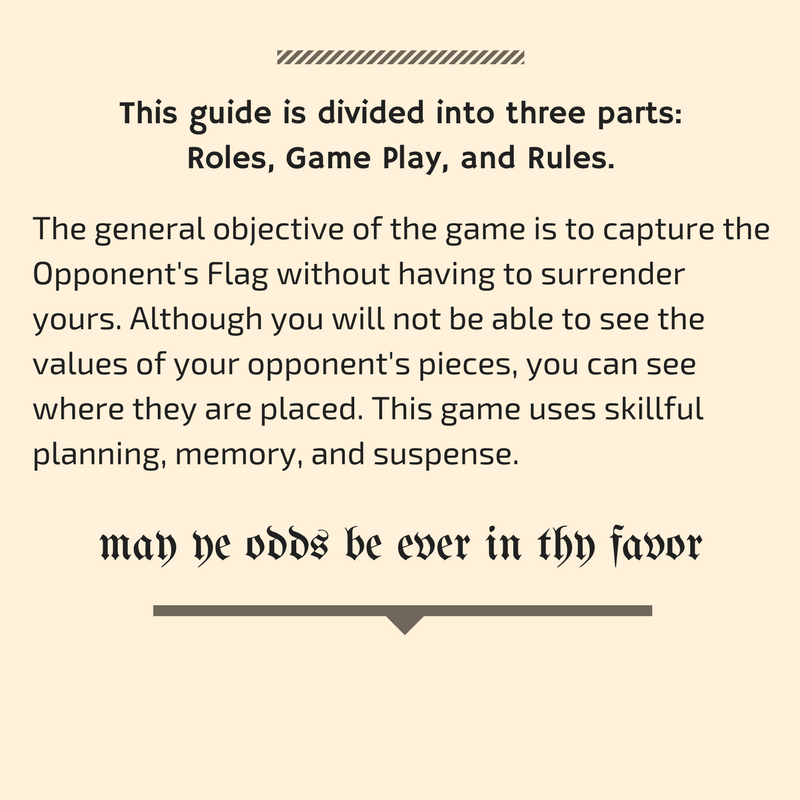 This guide is divided into three parts:
Roles, Game Play, and Rules.
The general objective of the game is to capture the
Opponent's Flag without having to surrender
yours. Although you will not be able to see the
values of your opponent's pieces, you can see
where they are placed. This game uses skillful
planning, memory, and suspense.
may ye odds be ever in thy favor